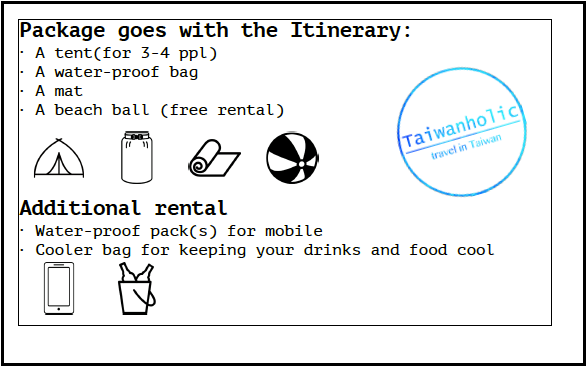 Package goes with the Itinerary:
· A tent(for 3-4 ppl)
· A water-proof bag
· A mat
· A beach ball (free rental)
Taiwanholic
travel in Taiwan
Additional rental
· Water-proof pack(s) for mobile
· Cooler bag for keeping your drinks and food cool